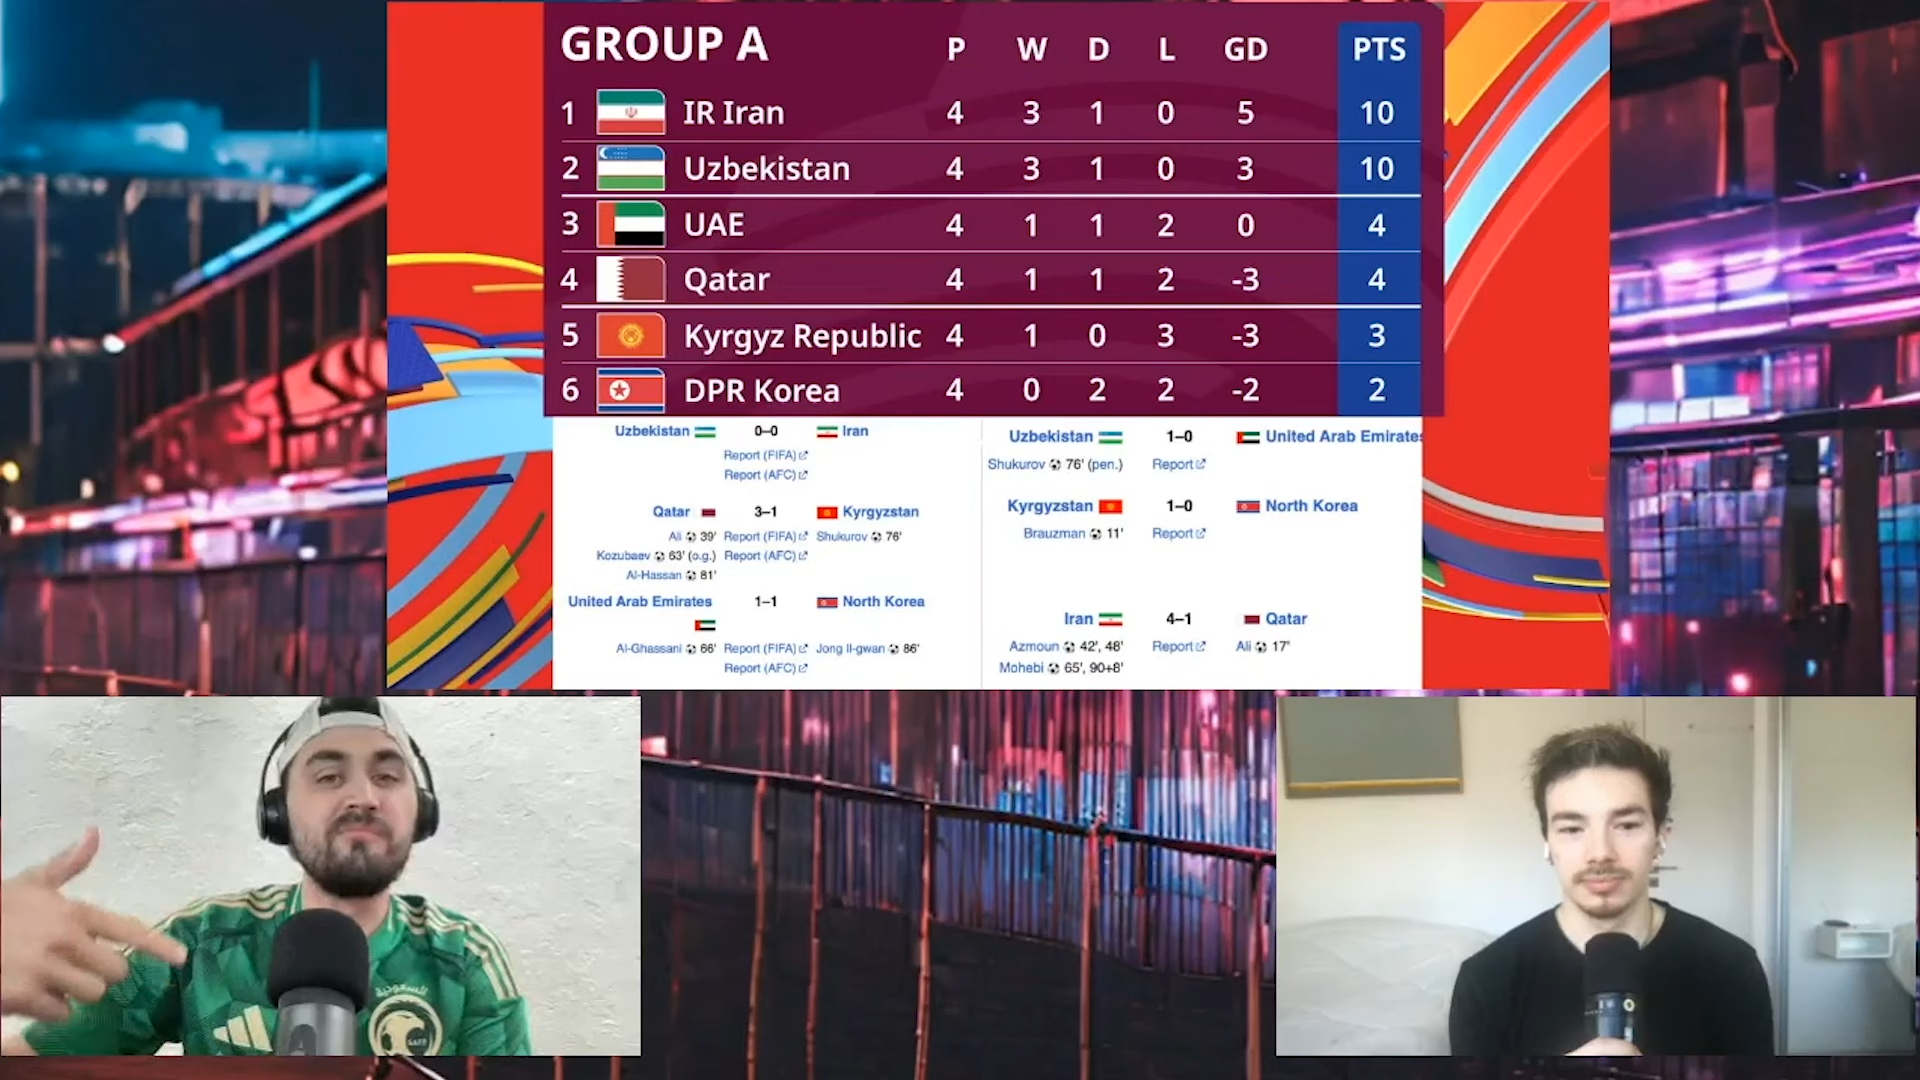 GROUP A P W D L GD PTS
1 IR Iran 4 3 1 0 5 10
2 Uzbekistan 4 3 1 0 3 10
3 UAE 4 1 1 2 0 4
4 Qatar 4 1 1 2 -3 4
5 Kyrgyz Republic 4 1 0 3 -3 3
6 DPR Korea 4 0 2 2 -2 2
Uzbekistan 0–0 Iran
Report (FIFA)
Report (AFC)
Qatar 3–1 Kyrgyzstan
Ali 39' Report (FIFA) Shukurov 76'
Kozubaev 63' (o.g.) Report (AFC)
Al-Hassan 81'
United Arab Emirates 1–1 North Korea
Al-Ghassani 66' Report (FIFA) Jong Il-gwan 86'
Report (AFC)
Uzbekistan 1–0 United Arab Emirates
Shukurov 76' (pen.) Report
Kyrgyzstan 1–0 North Korea
Brauzman 11' Report
Iran 4–1 Qatar
Azmoun 42', 48' Report Ali 17'
Mohebi 65', 90+8'
السعودية
SAFF